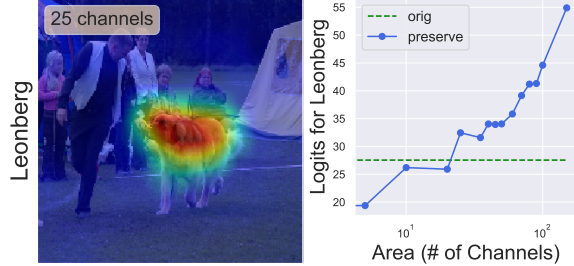 25 channels
Leonberg
Logits for Leonberg
55
50
45
40
35
30
25
20
orig
preserve
10¹
10²
Area (# of Channels)